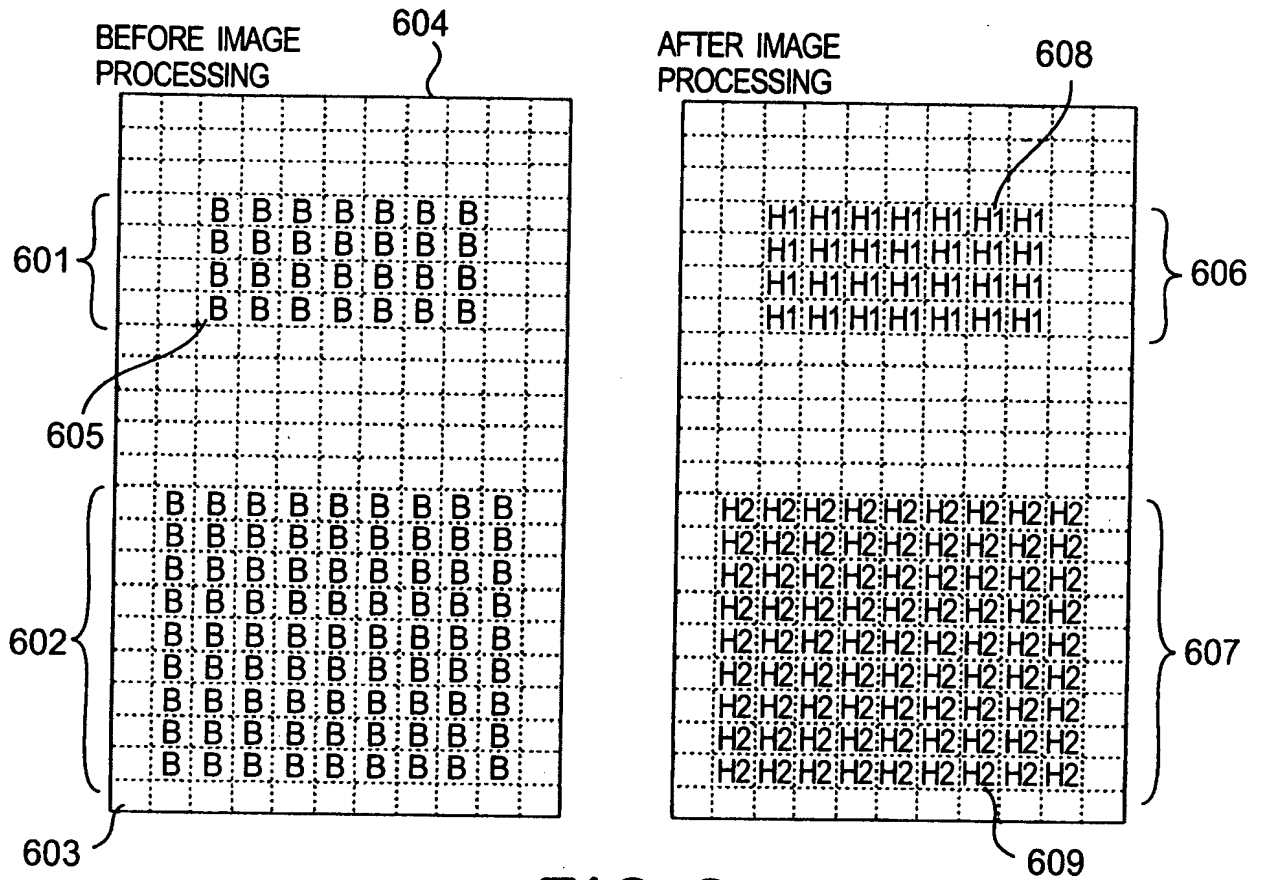 BEFORE IMAGE
PROCESSING
604
AFTER IMAGE
PROCESSING
608
601
B B B B B B B
B B B B B B B
B B B B B B B
B B B B B B B
605
H1 H1 H1 H1 H1 H1 H1
H1 H1 H1 H1 H1 H1 H1
H1 H1 H1 H1 H1 H1 H1
H1 H1 H1 H1 H1 H1 H1
606
602
B B B B B B B B B
B B B B B B B B B
B B B B B B B B B
B B B B B B B B B
B B B B B B B B B
B B B B B B B B B
B B B B B B B B B
B B B B B B B B B
B B B B B B B B B
603
H2 H2 H2 H2 H2 H2 H2 H2 H2
H2 H2 H2 H2 H2 H2 H2 H2 H2
H2 H2 H2 H2 H2 H2 H2 H2 H2
H2 H2 H2 H2 H2 H2 H2 H2 H2
H2 H2 H2 H2 H2 H2 H2 H2 H2
H2 H2 H2 H2 H2 H2 H2 H2 H2
H2 H2 H2 H2 H2 H2 H2 H2 H2
H2 H2 H2 H2 H2 H2 H2 H2 H2
H2 H2 H2 H2 H2 H2 H2 H2 H2
607
609